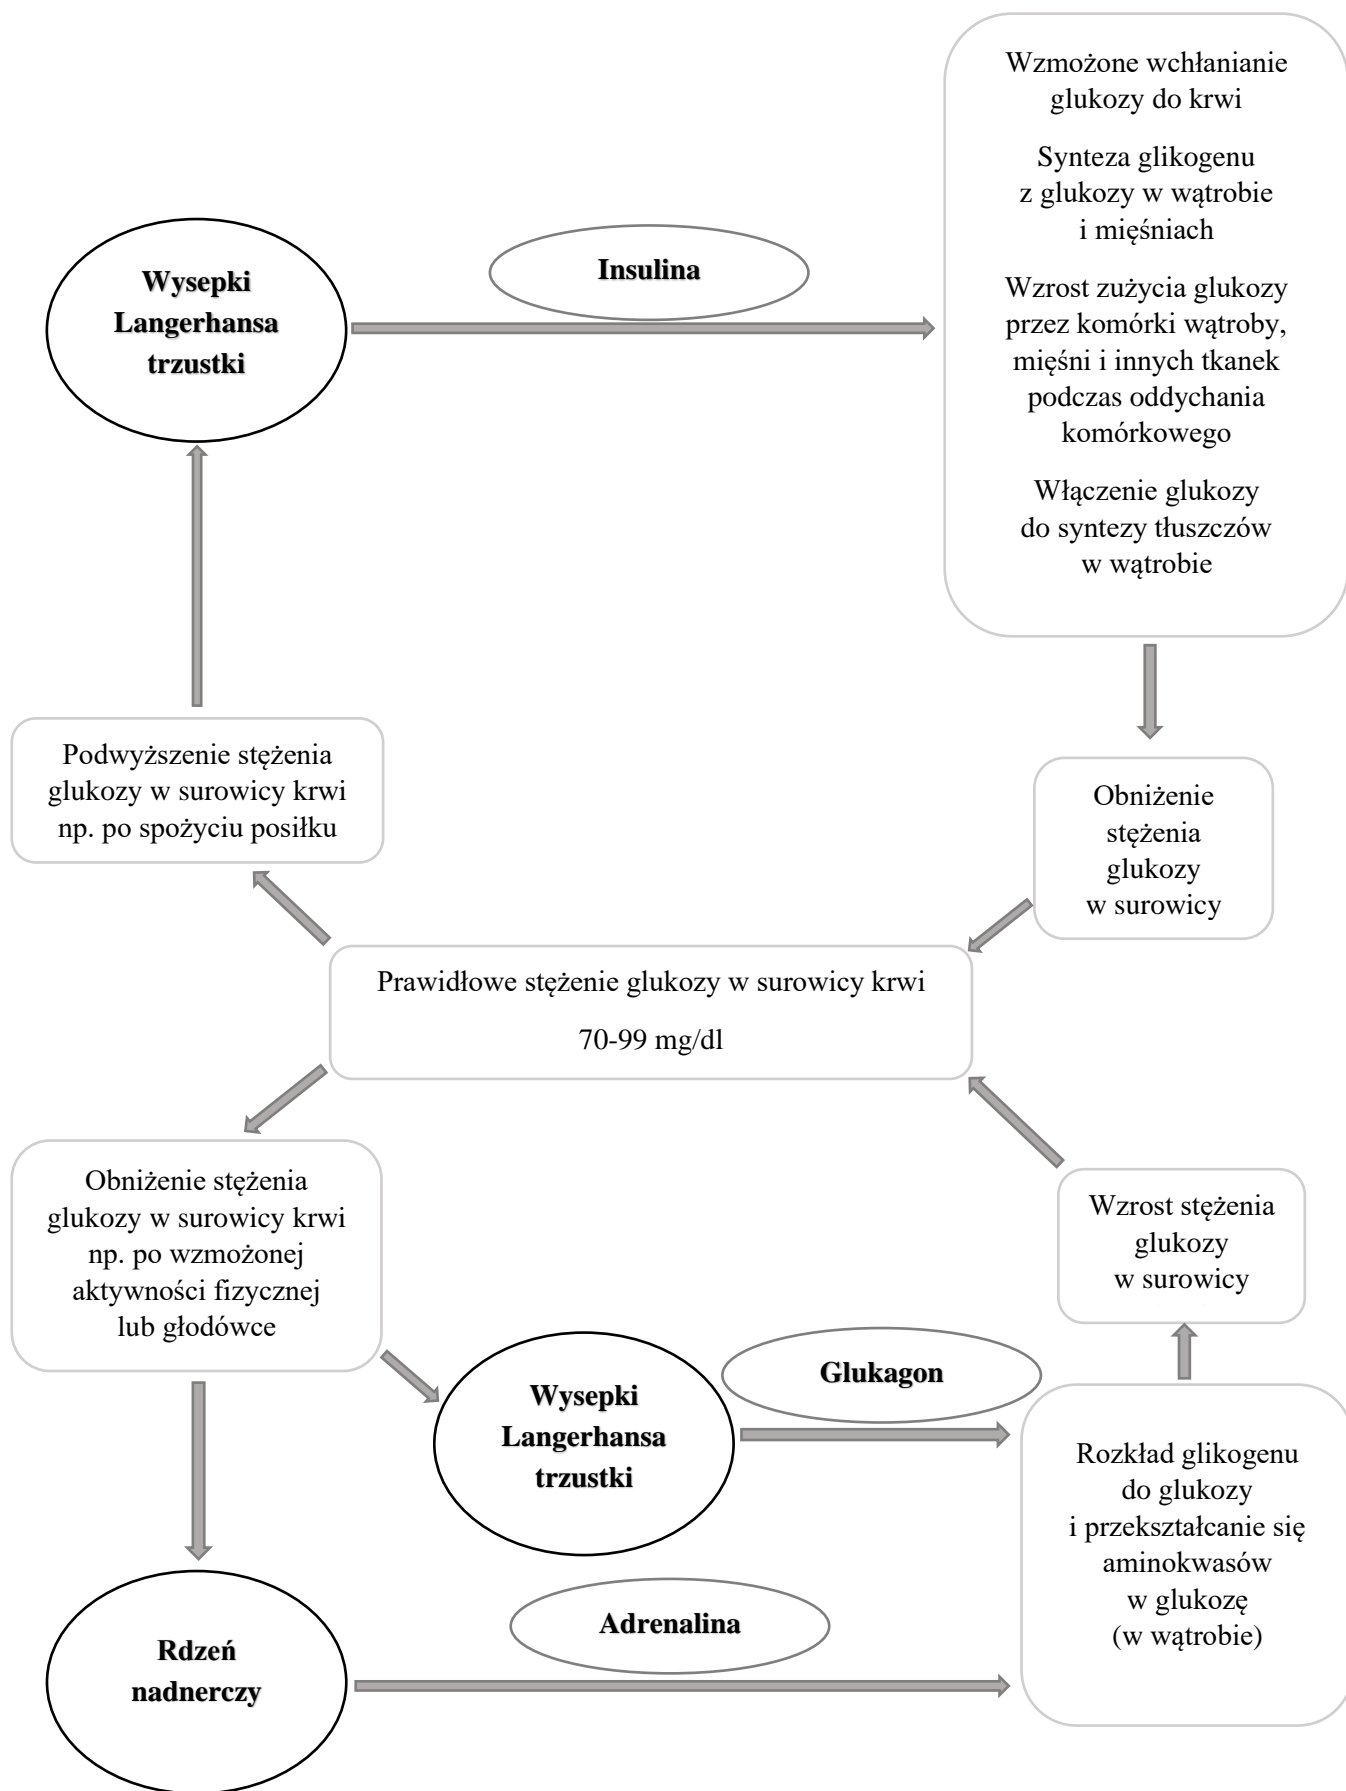 Wzmożone wchłanianie
glukozy do krwi
Synteza glikogenu
z glukozy w wątrobie
i mięśniach
Wzrost zużycia glukozy
przez komórki wątroby,
mięśni i innych tkanek
podczas oddychania
komórkowego
Włączenie glukozy
do syntezy tłuszczów
w wątrobie
Wysepki
Langerhansa
trzustki
Insulina
Podwyższenie stężenia
glukozy w surowicy krwi
np. po spożyciu posiłku
Obniżenie
stężenia
glukozy
w surowicy
Prawidłowe stężenie glukozy w surowicy krwi
70-99 mg/dl
Obniżenie stężenia
glukozy w surowicy krwi
np. po wzmożonej
aktywności fizycznej
lub głodówce
Wzrost stężenia
glukozy
w surowicy
Wysepki
Langerhansa
trzustki
Glukagon
Rozkład glikogenu
do glukozy
i przekształcanie się
aminokwasów
w glukozę
(w wątrobie)
Rdzeń
nadnerczy
Adrenalina